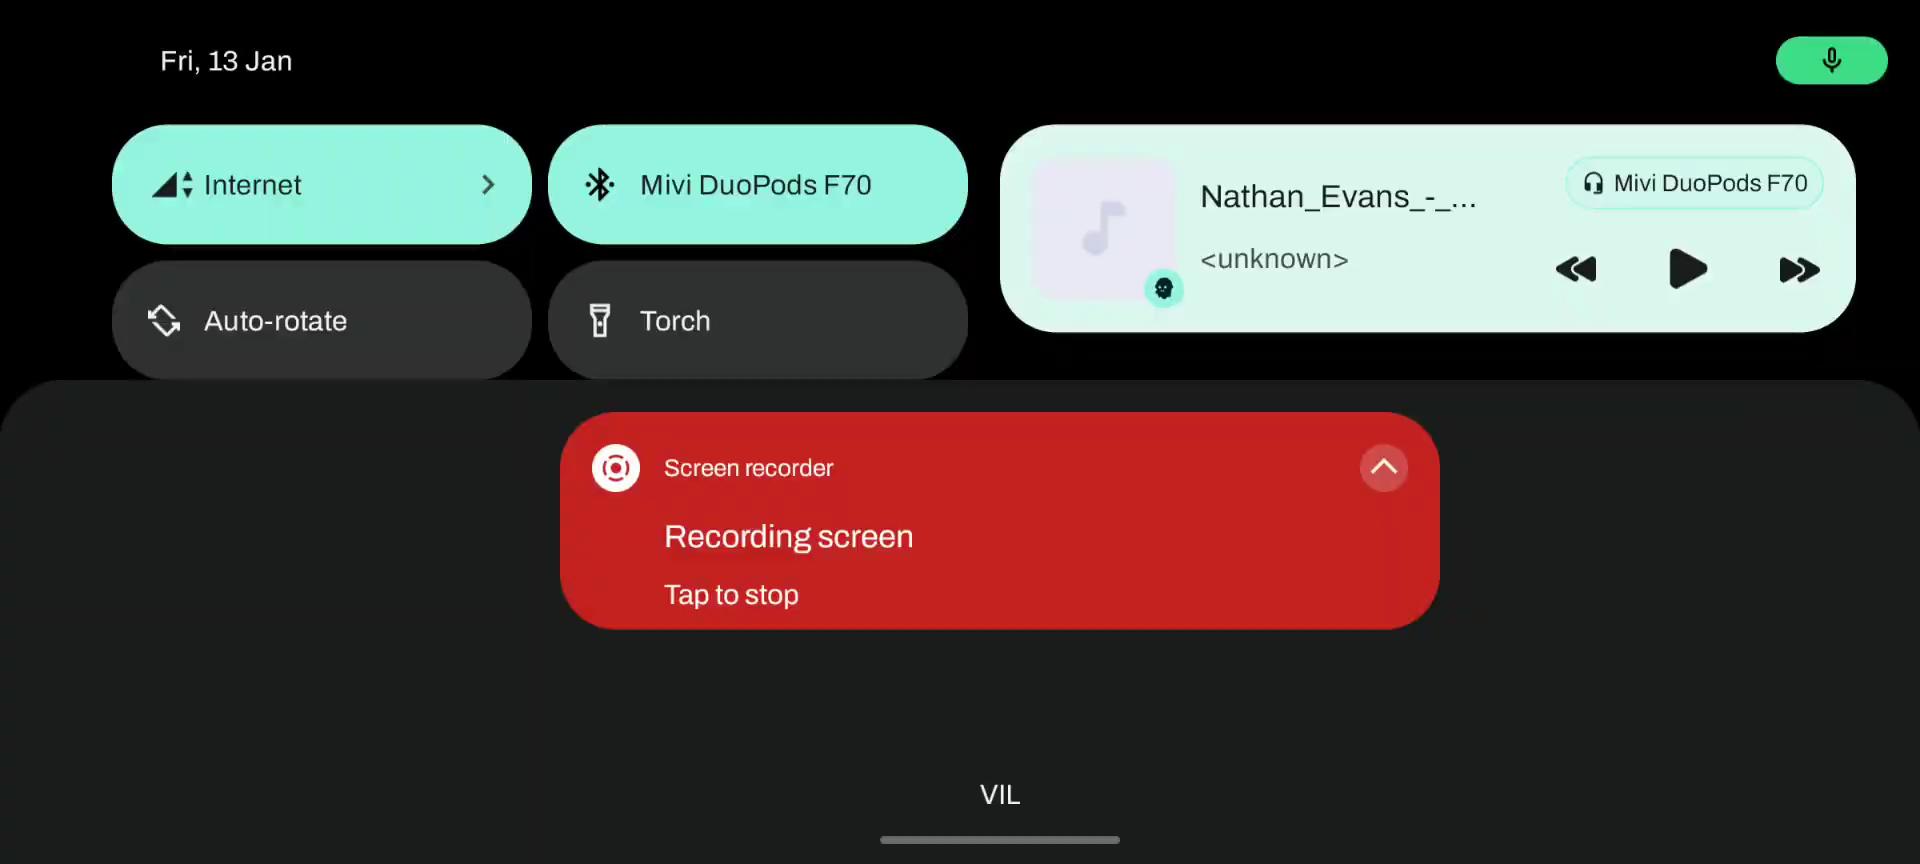 Fri, 13 Jan
Internet
Mivi DuoPods F70
Nathan_Evans_-_...
<unknown>
Mivi DuoPods F70
Auto-rotate
Torch
Screen recorder
Recording screen
Tap to stop
VIL